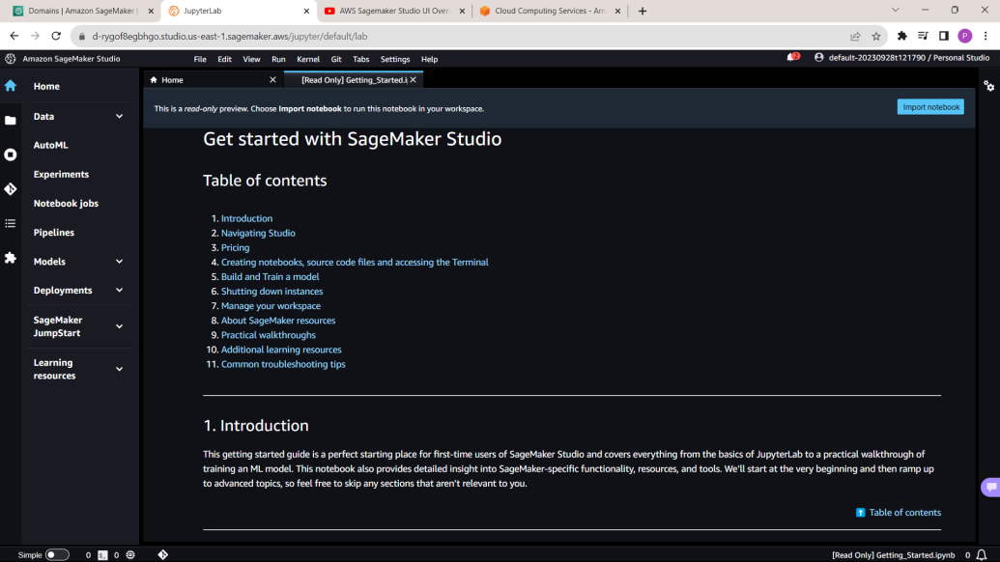 Domains | Amazon SageMaker |
JupyterLab
AWS Sagemaker Studio UI Over
Cloud Computing Services - Am
d-rygof8egbhgo.studio.us-east-1.sagemaker.aws/jupyter/default/lab
P
Amazon SageMaker Studio
File Edit View Run Kernel Git Tabs Settings Help
2
default-20230928t121790 / Personal Studio
Home
[Read Only] Getting_Started.i
Home
Data
AutoML
Experiments
Notebook jobs
Pipelines
Models
Deployments
SageMaker
JumpStart
Learning
resources
This is a read-only preview. Choose Import notebook to run this notebook in your workspace.
Import notebook
Get started with SageMaker Studio
Table of contents
1. Introduction
2. Navigating Studio
3. Pricing
4. Creating notebooks, source code files and accessing the Terminal
5. Build and Train a model
6. Shutting down instances
7. Manage your workspace
8. About SageMaker resources
9. Practical walkthroughs
10. Additional learning resources
11. Common troubleshooting tips
1. Introduction
This getting started guide is a perfect starting place for first-time users of SageMaker Studio and covers everything from the basics of JupyterLab to a practical walkthrough of
training an ML model. This notebook also provides detailed insight into SageMaker-specific functionality, resources, and tools. We'll start at the very beginning and then ramp up
to advanced topics, so feel free to skip any sections that aren't relevant to you.
Table of contents
Simple 0 0
[Read Only] Getting_Started.ipynb 0